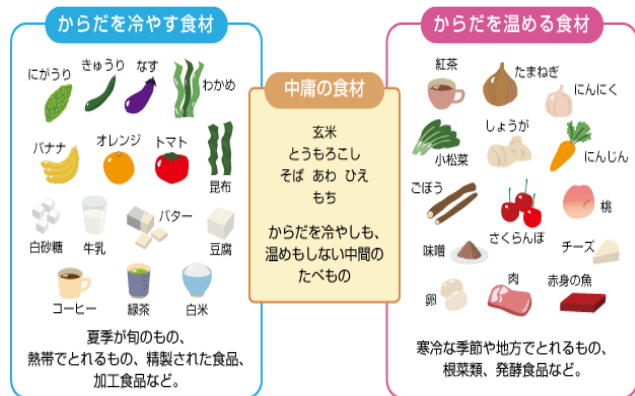 からだを冷やす食材
にがうり
きゅうり
なす
わかめ
バナナ
オレンジ
トマト
昆布
白砂糖
牛乳
バター
豆腐
コーヒー
緑茶
白米
夏季が旬のもの、
熱帯でとれるもの、精製された食品、
加工食品など。
中庸の食材
玄米
とうもろこし
そば あわ ひえ
もち
からだを冷やしも、
温めもしない中間の
たべもの
からだを温める食材
紅茶
たまねぎ
にんにく
小松菜
しょうが
にんじん
ごぼう
さくらんぼ
桃
味噌
チーズ
卵
肉
赤身の魚
寒冷な季節や地方でとれるもの、
根菜類、発酵食品など。